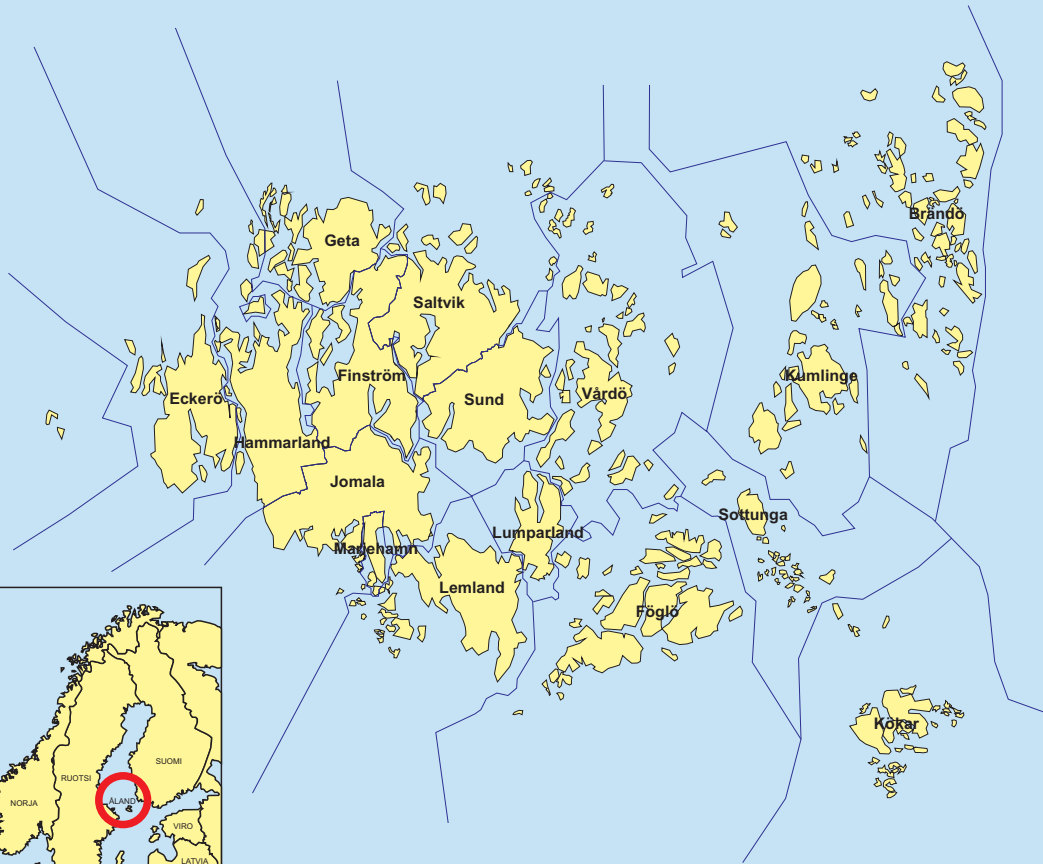 Brändö
Geta
Saltvik
Finström
Kumlinge
Eckerö
Vårdö
Sund
Hammarland
Jomala
Sottunga
Lumparland
Mariehamn
Lemland
Föglö
Kökar
SUOMI
RUOTSI
ÅLAND
NORJA
VIRO
LATVIA